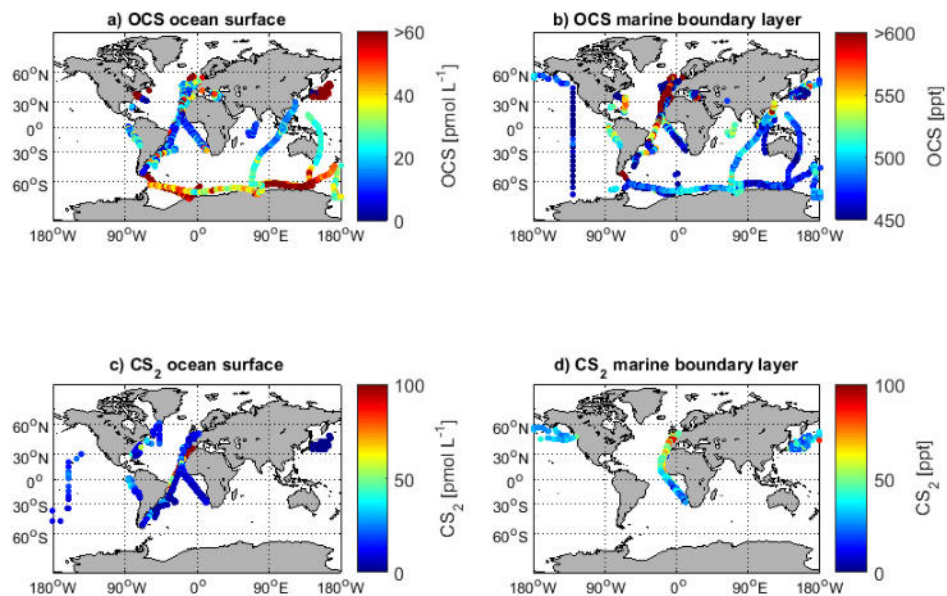 a) OCS ocean surface
60°N
30°N
0°
30°S
60°S
180°W 90°W 0° 90°E 180°W
>60
40
20
0
OCS [pmol L⁻¹]
b) OCS marine boundary layer
60°N
30°N
0°
30°S
60°S
180°W 90°W 0° 90°E 180°W
>600
550
500
450
OCS [ppt]
c) CS₂ ocean surface
60°N
30°N
0°
30°S
60°S
180°W 90°W 0° 90°E 180°W
100
50
0
CS₂ [pmol L⁻¹]
d) CS₂ marine boundary layer
60°N
30°N
0°
30°S
60°S
180°W 90°W 0° 90°E 180°W
100
50
0
CS₂ [ppt]